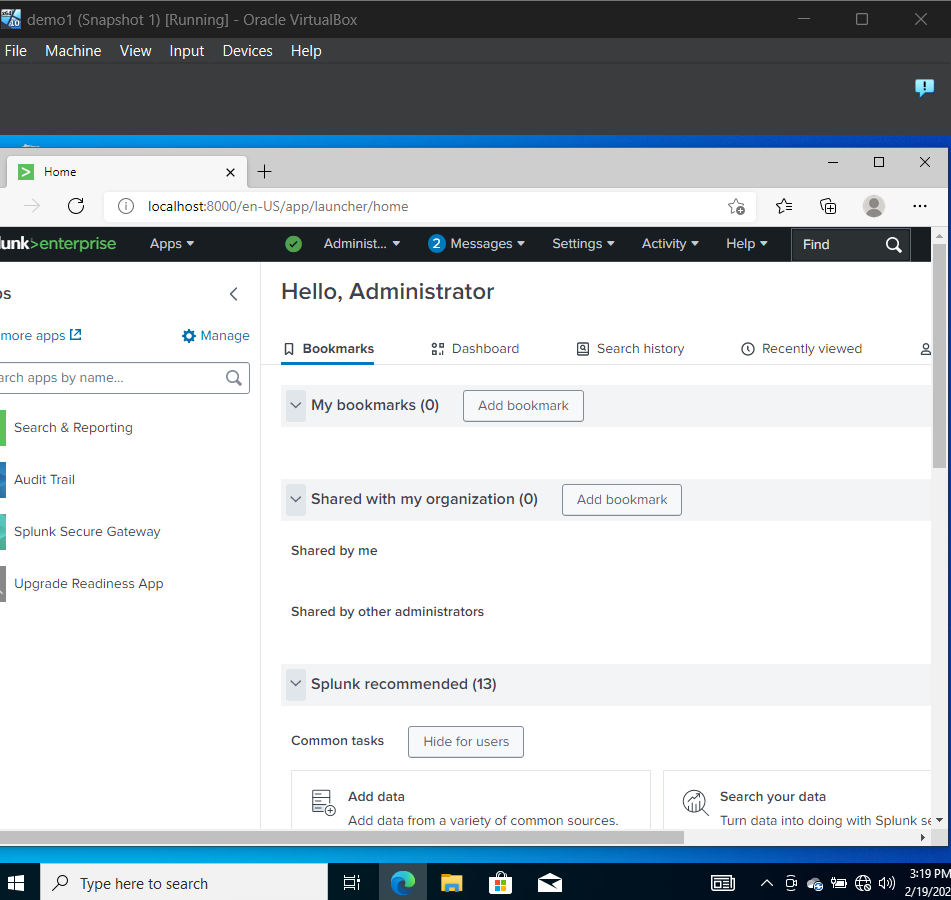 demo1 (Snapshot 1) [Running] - Oracle VirtualBox
File Machine View Input Devices Help
Home
localhost:8000/en-US/app/launcher/home
lunk>enterprise Apps Administ... 2 Messages Settings Activity Help Find
Hello, Administrator
more apps Manage
Bookmarks Dashboard Search history Recently viewed
arch apps by name...
My bookmarks (0) Add bookmark
Search & Reporting
Audit Trail
Shared with my organization (0) Add bookmark
Splunk Secure Gateway
Shared by me
Upgrade Readiness App
Shared by other administrators
Splunk recommended (13)
Common tasks Hide for users
Add data
Add data from a variety of common sources.
Search your data
Turn data into doing with Splunk se
Type here to search
3:19 PM
2/19/202